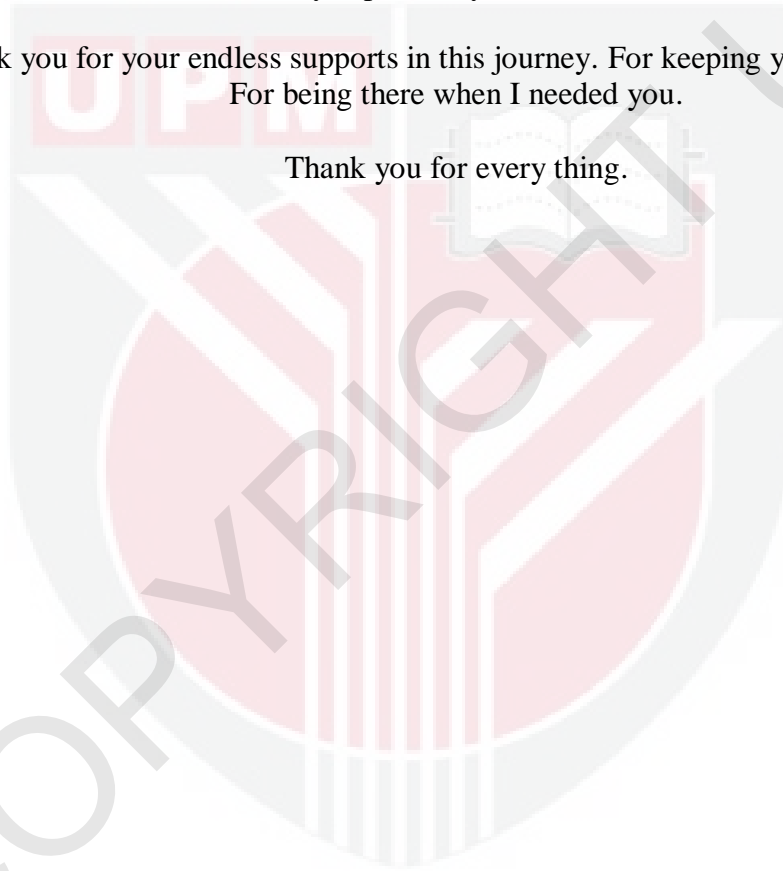 k you for your endless supports in this journey. For keeping y
For being there when I needed you.
Thank you for every thing.
UPM
COPYRIGHT U